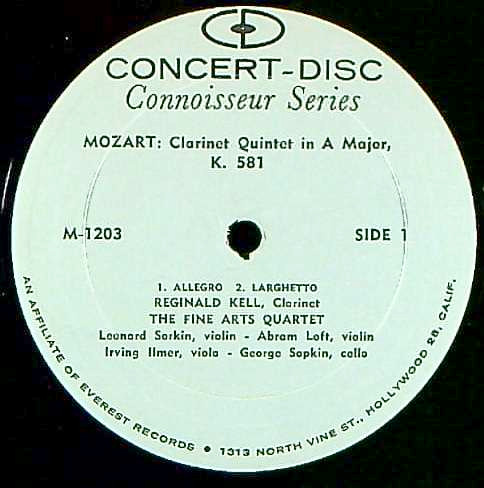 CD
CONCERT-DISC
Connoisseur Series
MOZART: Clarinet Quintet in A Major,
K. 581
M-1203
SIDE 1
1. ALLEGRO 2. LARGHETTO
REGINALD KELL, Clarinet
THE FINE ARTS QUARTET
Leonard Sorkin, violin - Abram Loft, violin
Irving Ilmer, viola - George Sopkin, cello
AN AFFILIATE OF EVEREST RECORDS • 1313 NORTH VINE ST., HOLLYWOOD 28, CALIF.